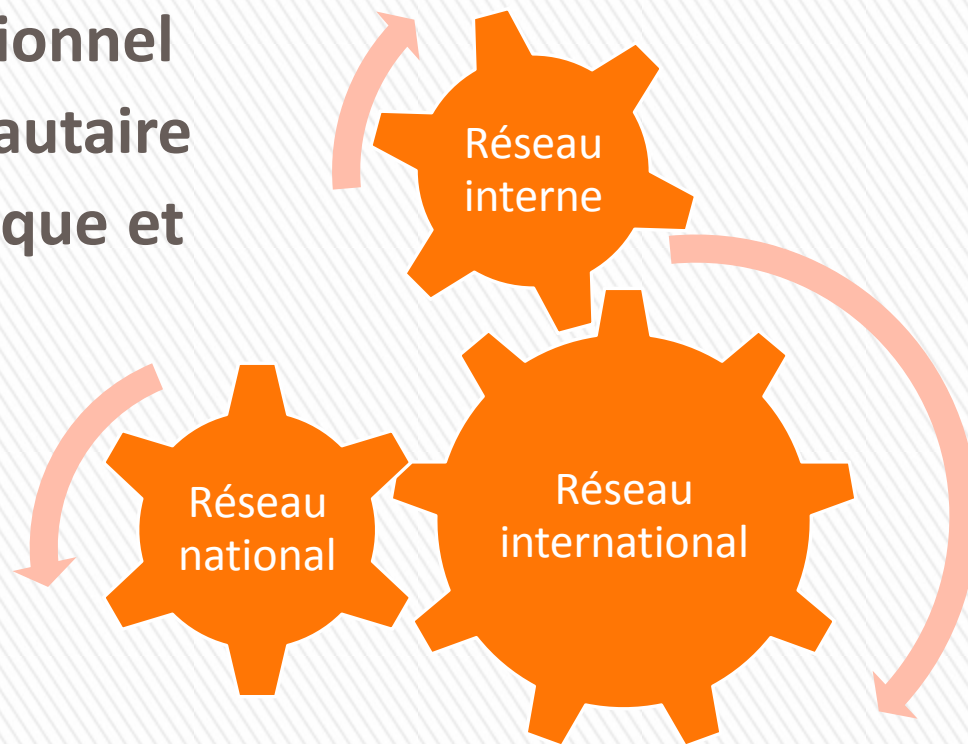 ionnel
autaire
que et
Réseau
interne
Réseau
national
Réseau
international